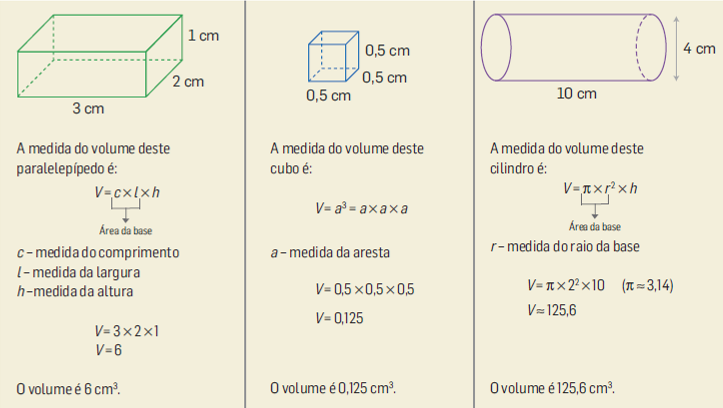 1 cm
2 cm
3 cm
A medida do volume deste
paralelepípedo é:
V = c × l × h
Área da base
c – medida do comprimento
l – medida da largura
h – medida da altura
V = 3 × 2 × 1
V = 6
O volume é 6 cm³.
0,5 cm
0,5 cm
0,5 cm
A medida do volume deste
cubo é:
V = a³ = a × a × a
a – medida da aresta
V = 0,5 × 0,5 × 0,5
V = 0,125
O volume é 0,125 cm³.
4 cm
10 cm
A medida do volume deste
cilindro é:
V = π × r² × h
Área da base
r – medida do raio da base
V = π × 2² × 10 (π ≈ 3,14)
V ≈ 125,6
O volume é 125,6 cm³.